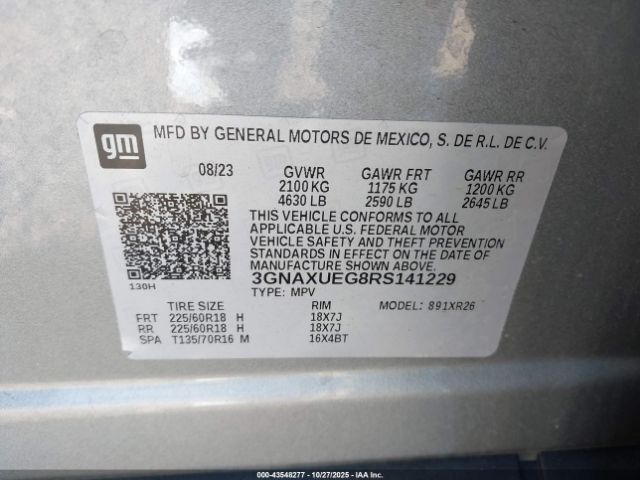 gm
MFD BY GENERAL MOTORS DE MEXICO, S. DE R.L. DE C.V.
08/23 GVWR GAWR FRT GAWR RR
2100 KG 1175 KG 1200 KG
4630 LB 2590 LB 2645 LB
THIS VEHICLE CONFORMS TO ALL
APPLICABLE U.S. FEDERAL MOTOR
VEHICLE SAFETY AND THEFT PREVENTION
STANDARDS IN EFFECT ON THE DATE OF
MANUFACTURE SHOWN ABOVE.
130H
3GNAXUEG8RS141229
TYPE: MPV
TIRE SIZE RIM MODEL: 891XR26
FRT 225/60R18 H 18X7J
RR 225/60R18 H 18X7J
SPA T135/70R16 M 16X4BT
<< 43548277 - 10/27/2025 - IAA Inc. >>